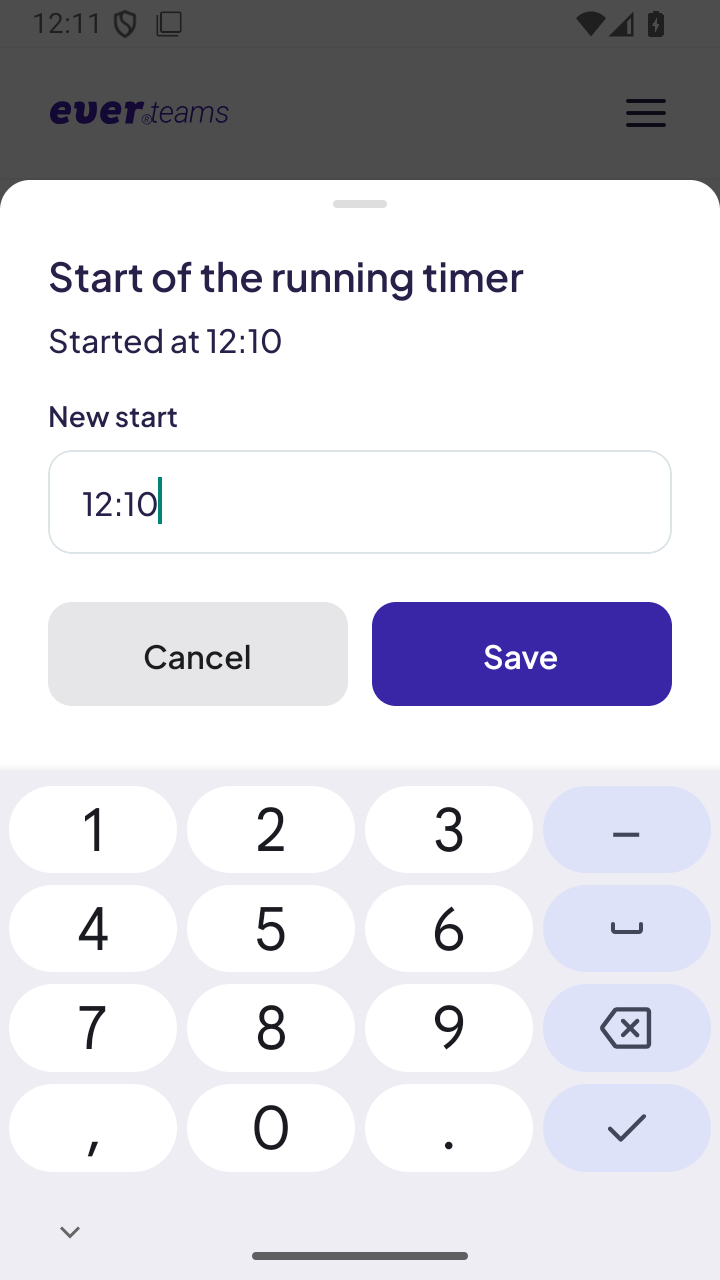 12:11
ever®teams
Start of the running timer
Started at 12:10
New start
12:10
Cancel
Save
1 2 3 –
4 5 6
7 8 9
, 0 .